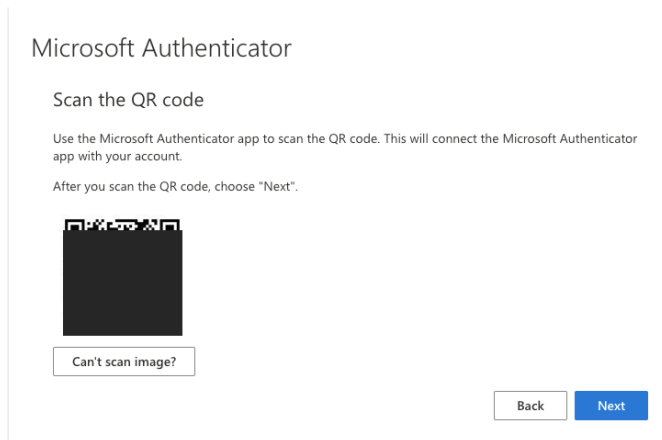 Microsoft Authenticator
Scan the QR code
Use the Microsoft Authenticator app to scan the QR code. This will connect the Microsoft Authenticator
app with your account.
After you scan the QR code, choose "Next".
Can't scan image?
Back
Next